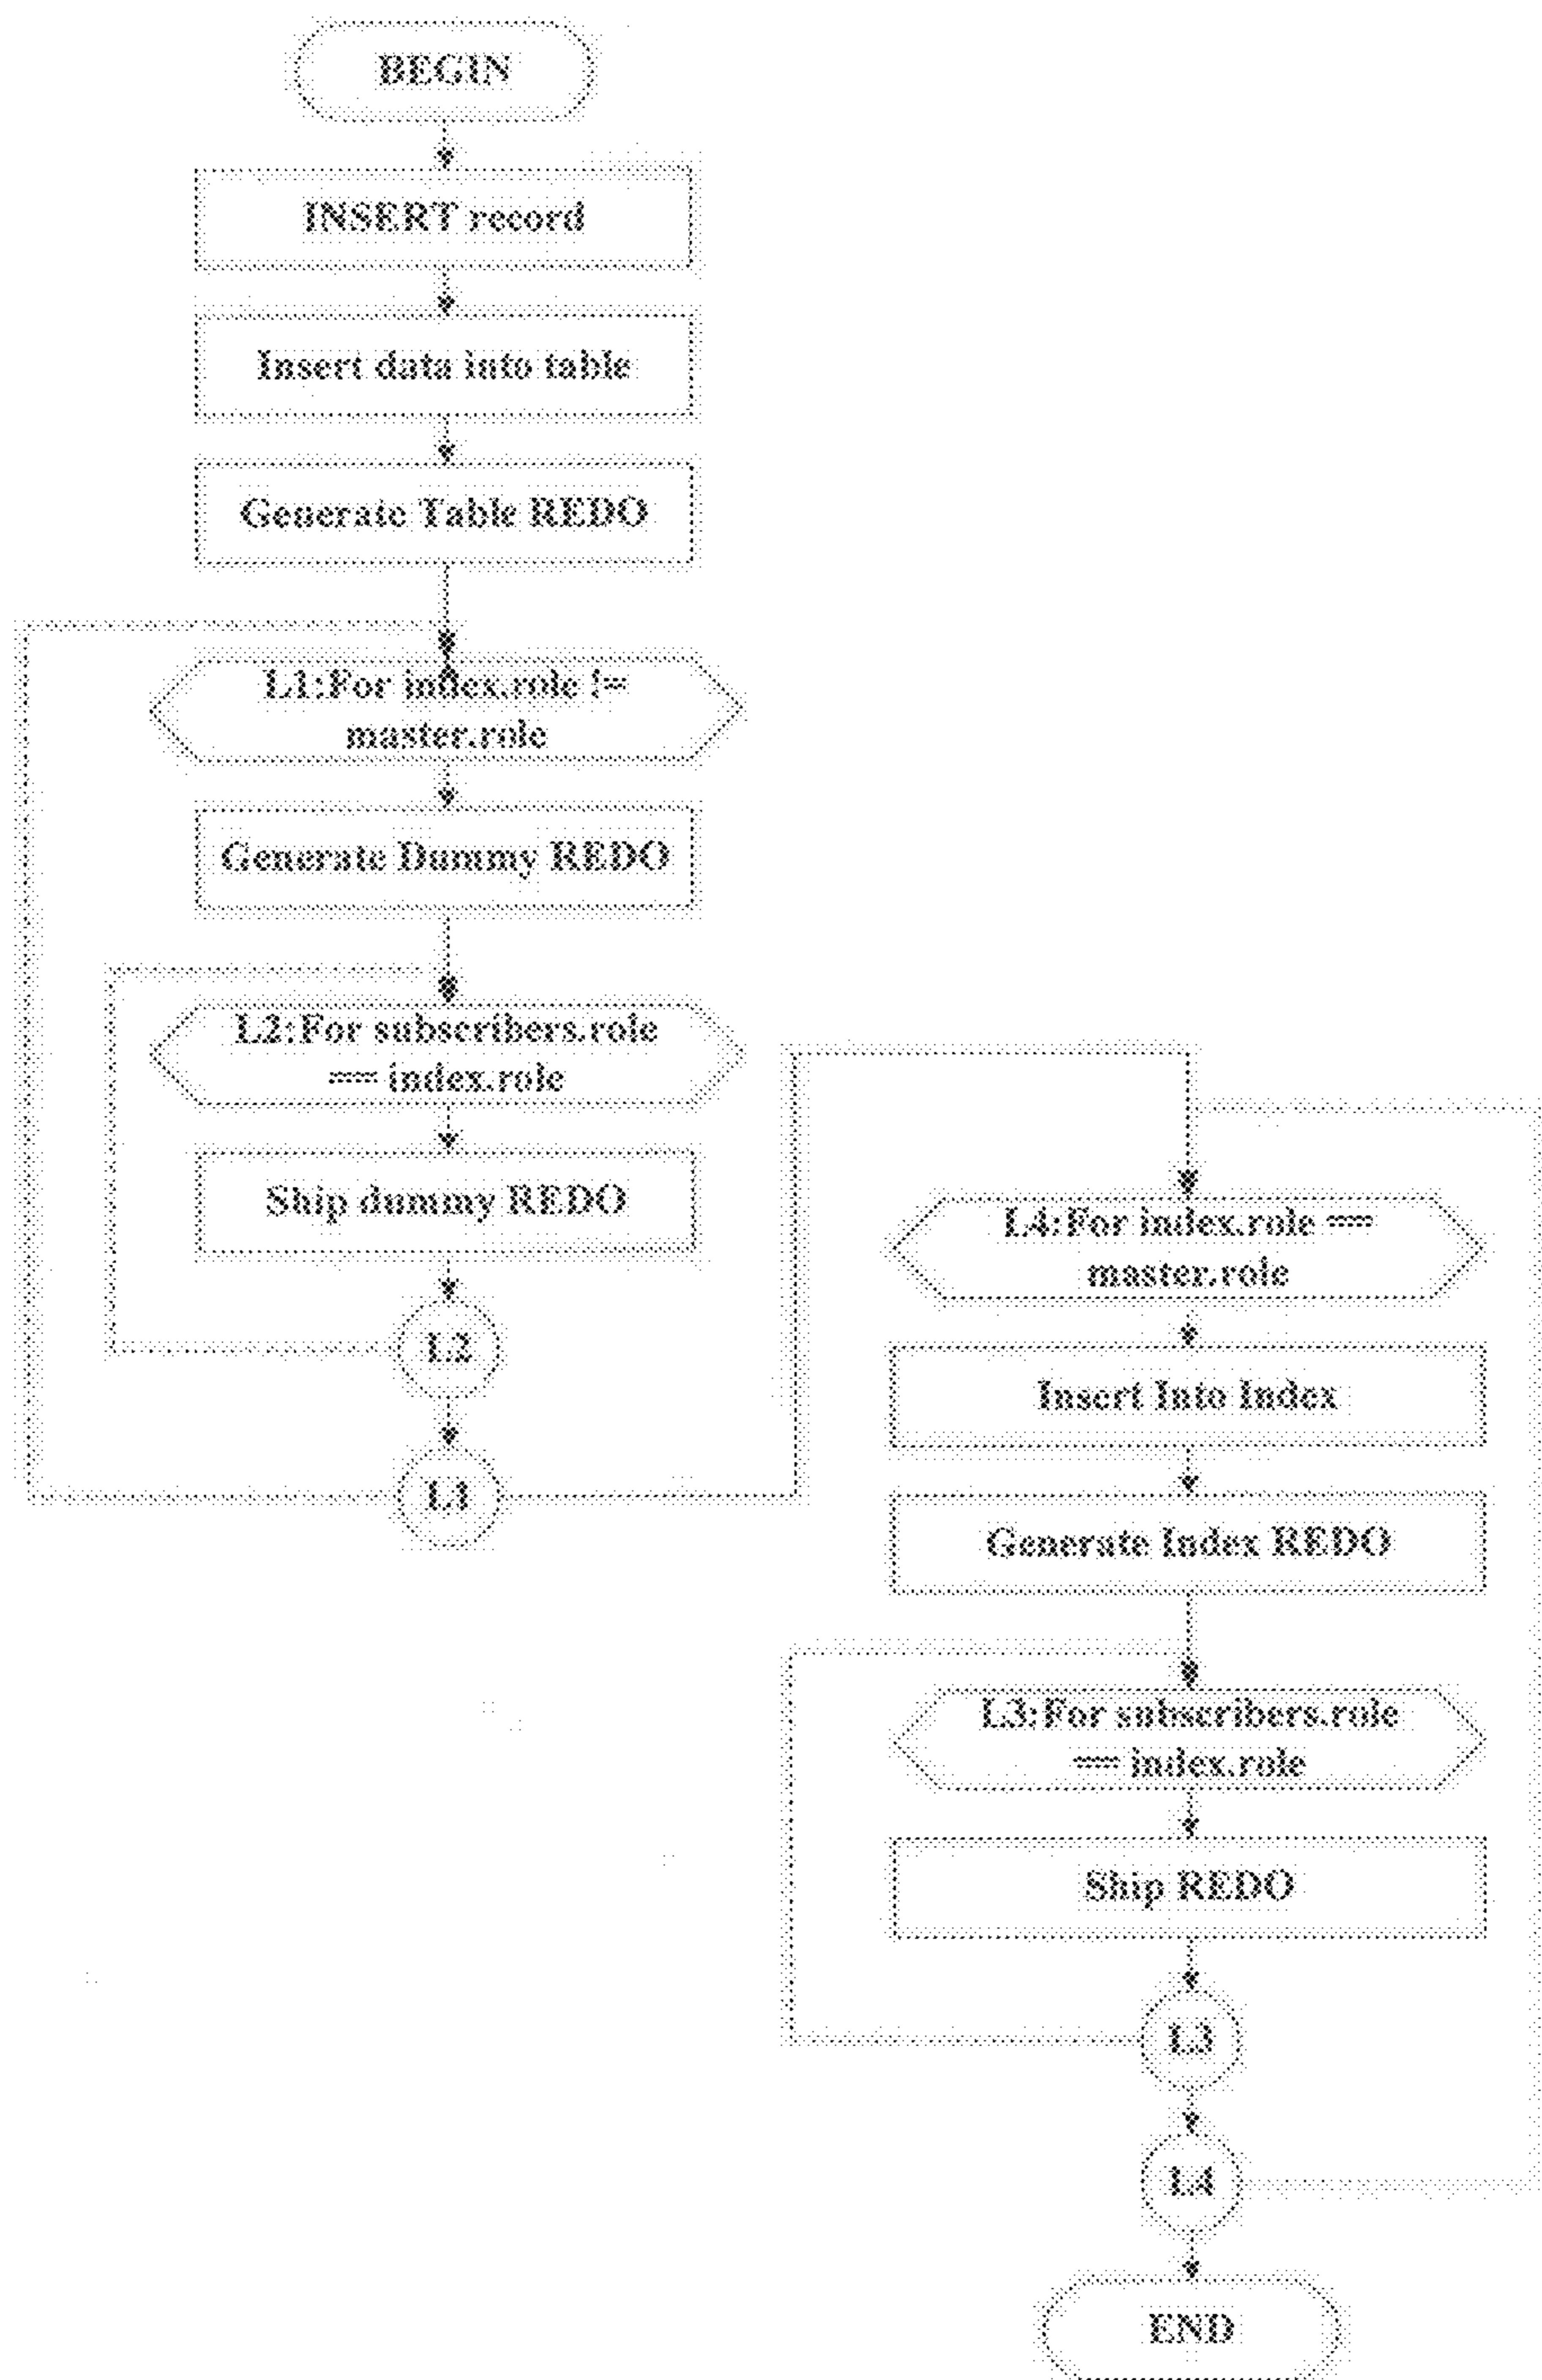 BEGIN
INSERT record
Insert data into table
Generate Table REDO
L1:For index.role !=
master.role
Generate Dummy REDO
L2:For subscribers.role
== index.role
Ship dummy REDO
L2
L1
L4:For index.role ==
master.role
Insert Into Index
Generate Index REDO
L3:For subscribers.role
== index.role
Ship REDO
L3
L4
END